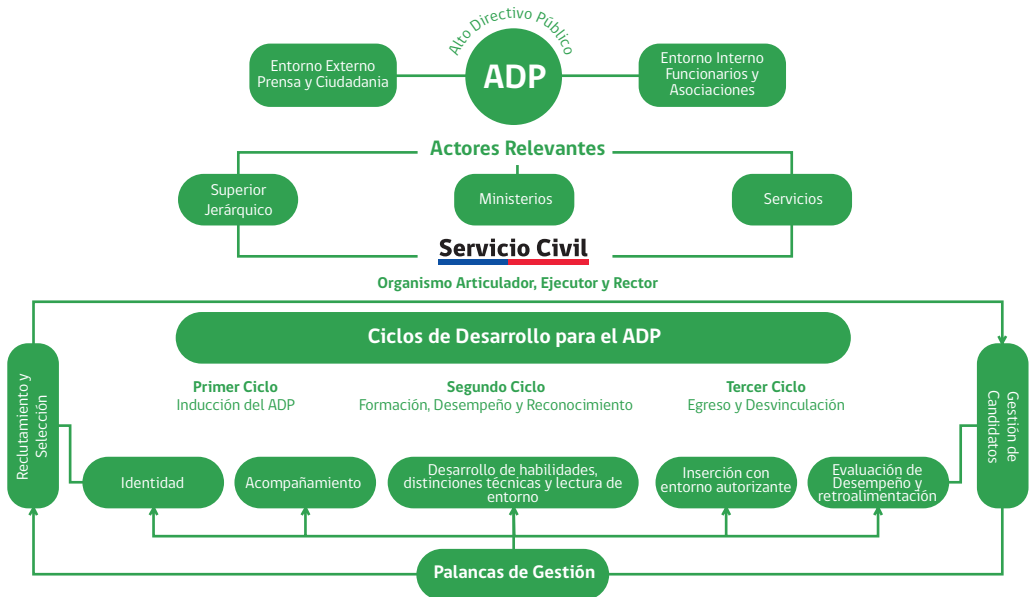 Alto Directivo Público
ADP
Entorno Externo
Prensa y Ciudadania
Entorno Interno
Funcionarios y
Asociaciones
Actores Relevantes
Superior
Jerárquico
Ministerios
Servicios
Servicio Civil
Organismo Articulador, Ejecutor y Rector
Ciclos de Desarrollo para el ADP
Primer Ciclo
Inducción del ADP
Segundo Ciclo
Formación, Desempeño y Reconocimiento
Tercer Ciclo
Egreso y Desvinculación
Reclutamiento y
Selección
Gestión de
Candidatos
Identidad
Acompañamiento
Desarrollo de habilidades,
distinciones técnicas y lectura de
entorno
Inserción con
entorno autorizante
Evaluación de
Desempeño y
retroalimentación
Palancas de Gestión